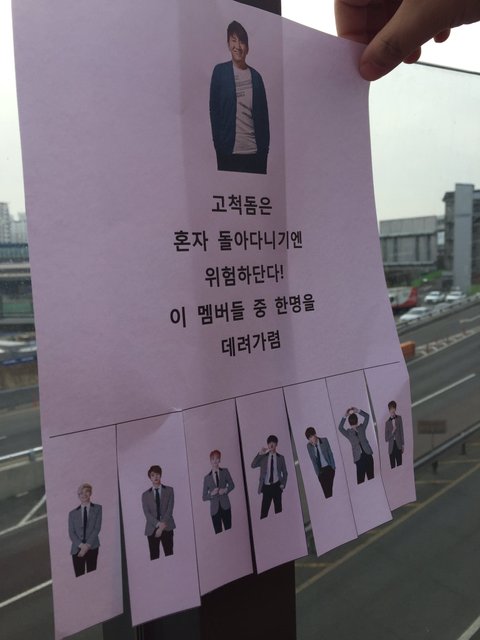 고척돔은
혼자 돌아다니기엔
위험하단다!
이 멤버들 중 한명을
데려가렴